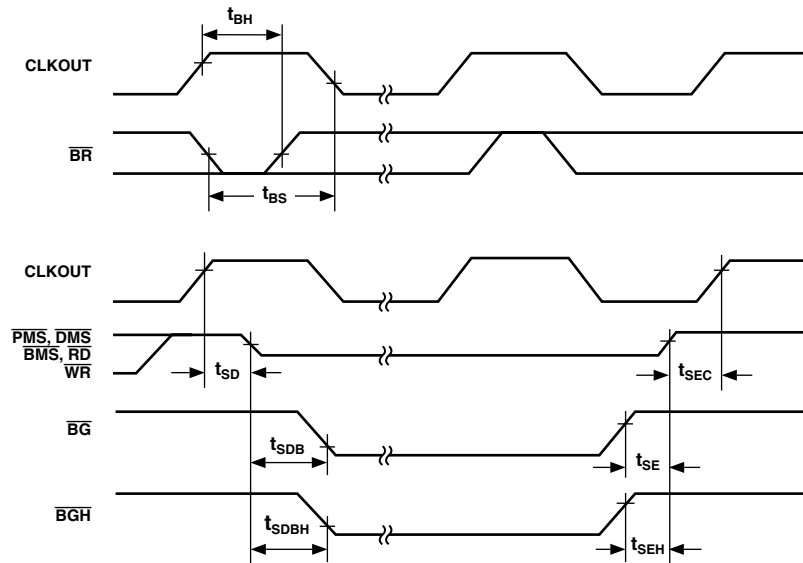 tBH
CLKOUT
BR
tBS
CLKOUT
PMS, DMS
BMS, RD
WR
tSD
tSEC
BG
tSDB
tSE
BGH
tSDBH
tSEH